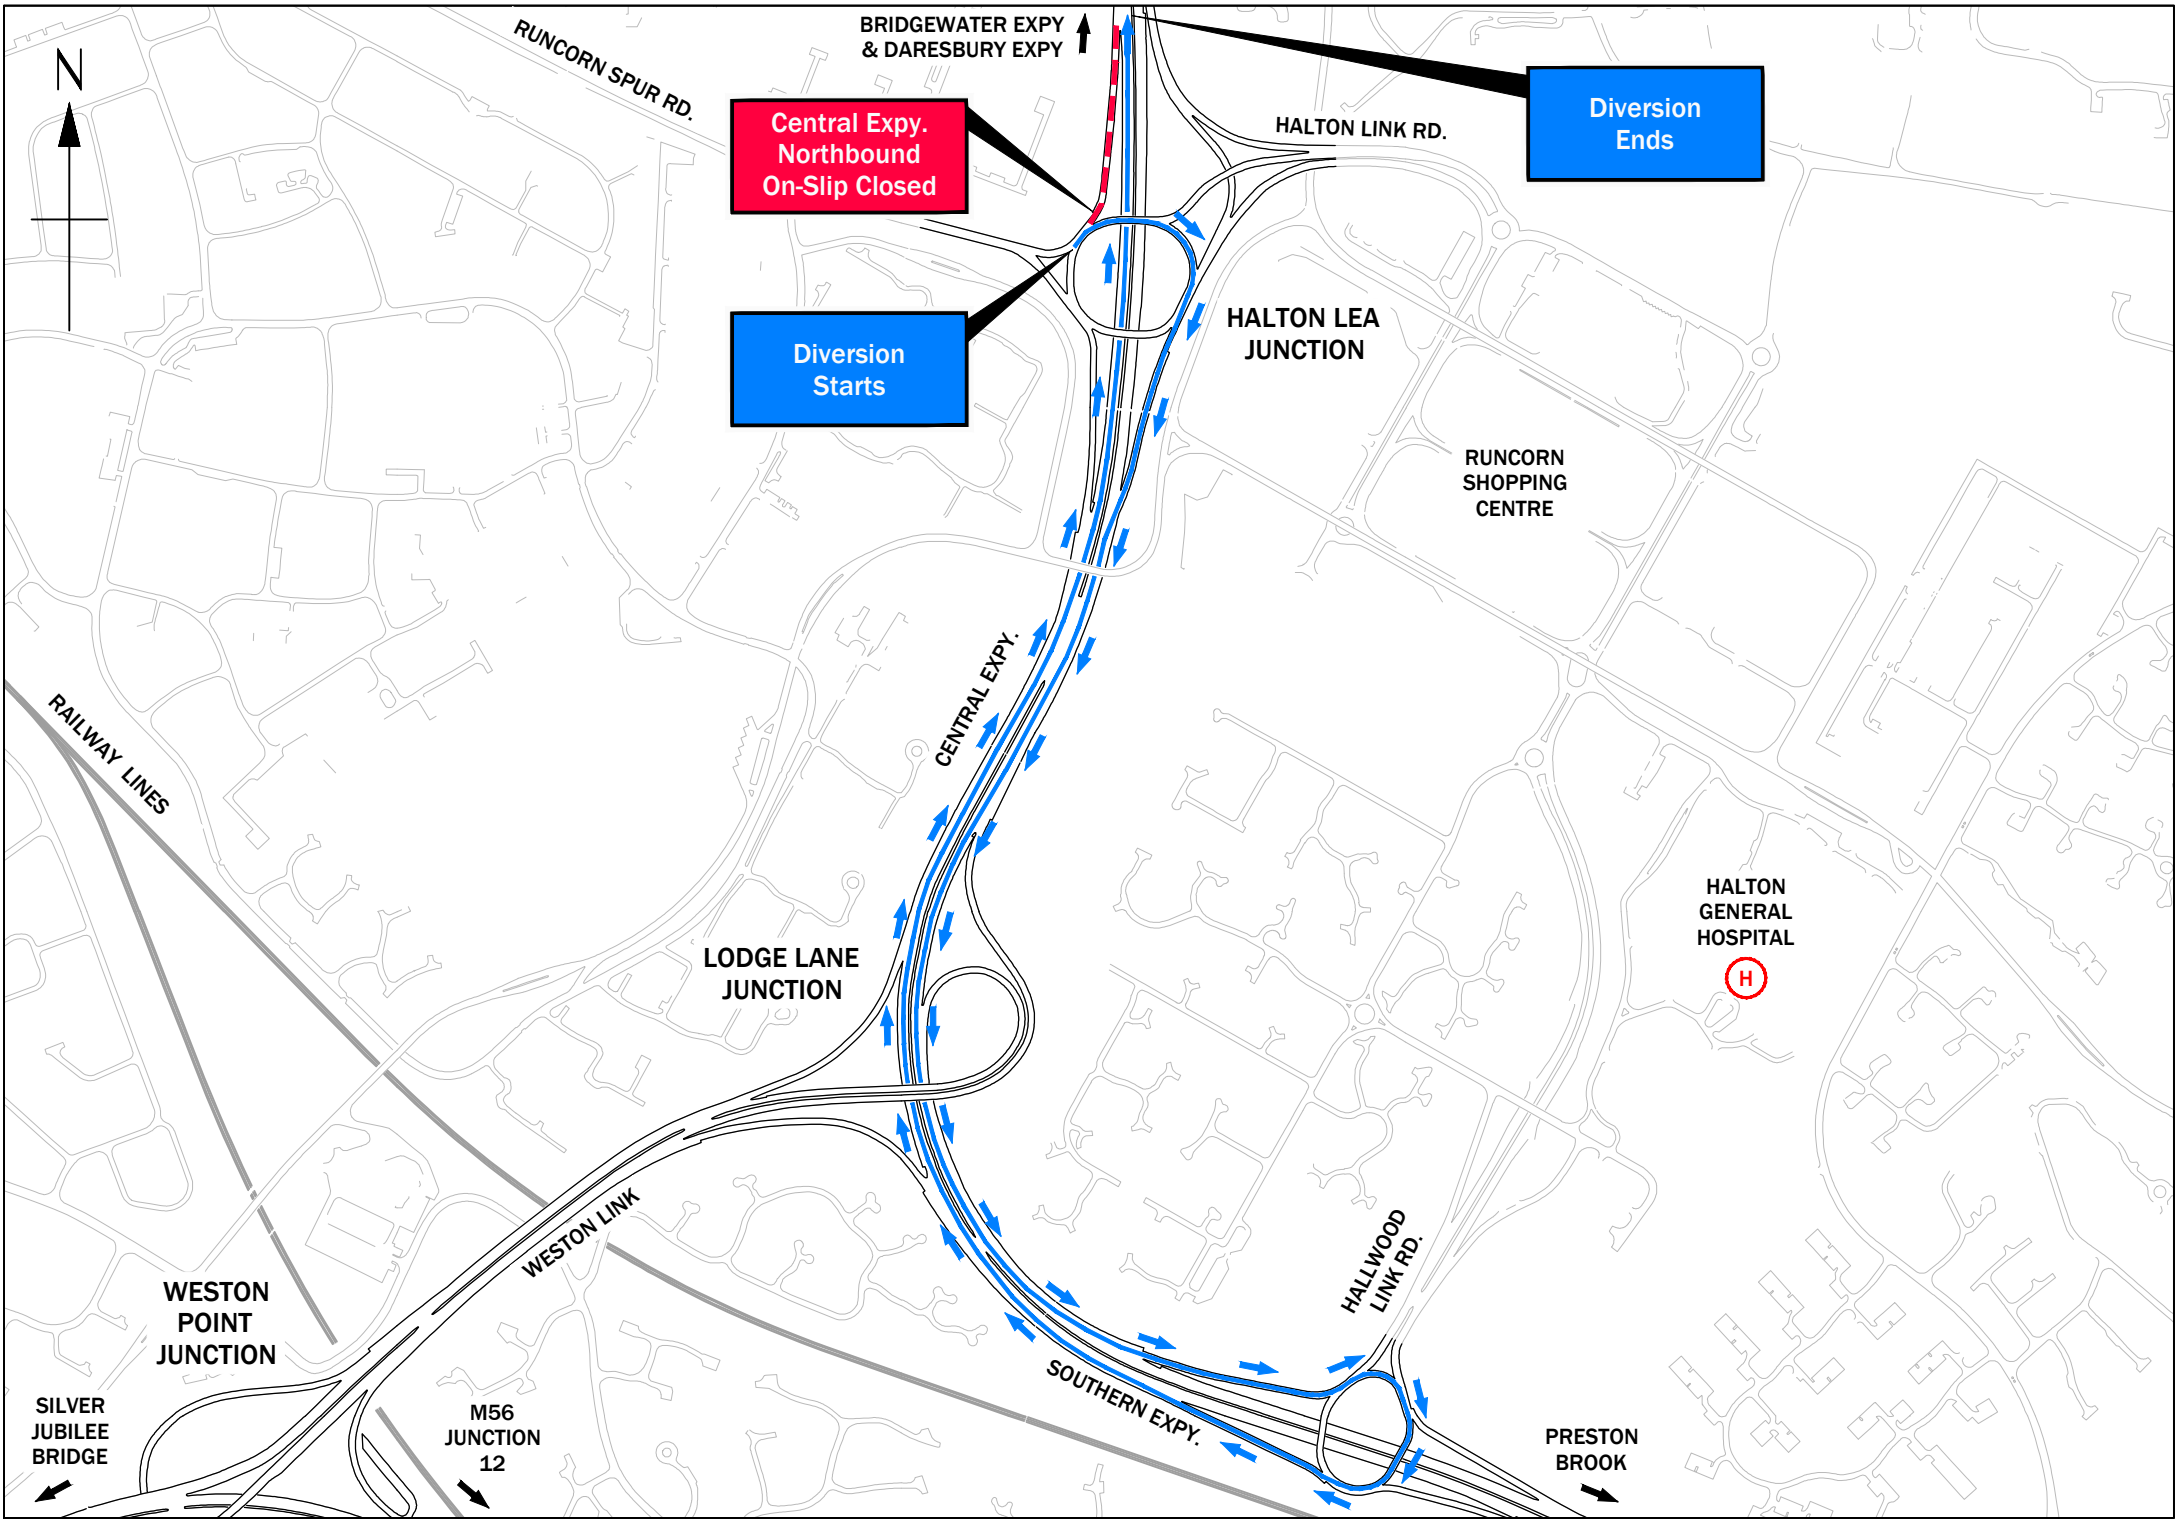 BRIDGEWATER EXPY
& DARESBURY EXPY
N
RUNCORN SPUR RD.
Central Expy.
Northbound
On-Slip Closed
Diversion
Ends
HALTON LINK RD.
Diversion
Starts
HALTON LEA
JUNCTION
RUNCORN
SHOPPING
CENTRE
CENTRAL EXPY.
RAILWAY LINES
HALTON
GENERAL
HOSPITAL
H
LODGE LANE
JUNCTION
WESTON LINK
HALLWOOD
LINK RD.
WESTON
POINT
JUNCTION
SOUTHERN EXPY.
SILVER
JUBILEE
BRIDGE
M56
JUNCTION
12
PRESTON
BROOK